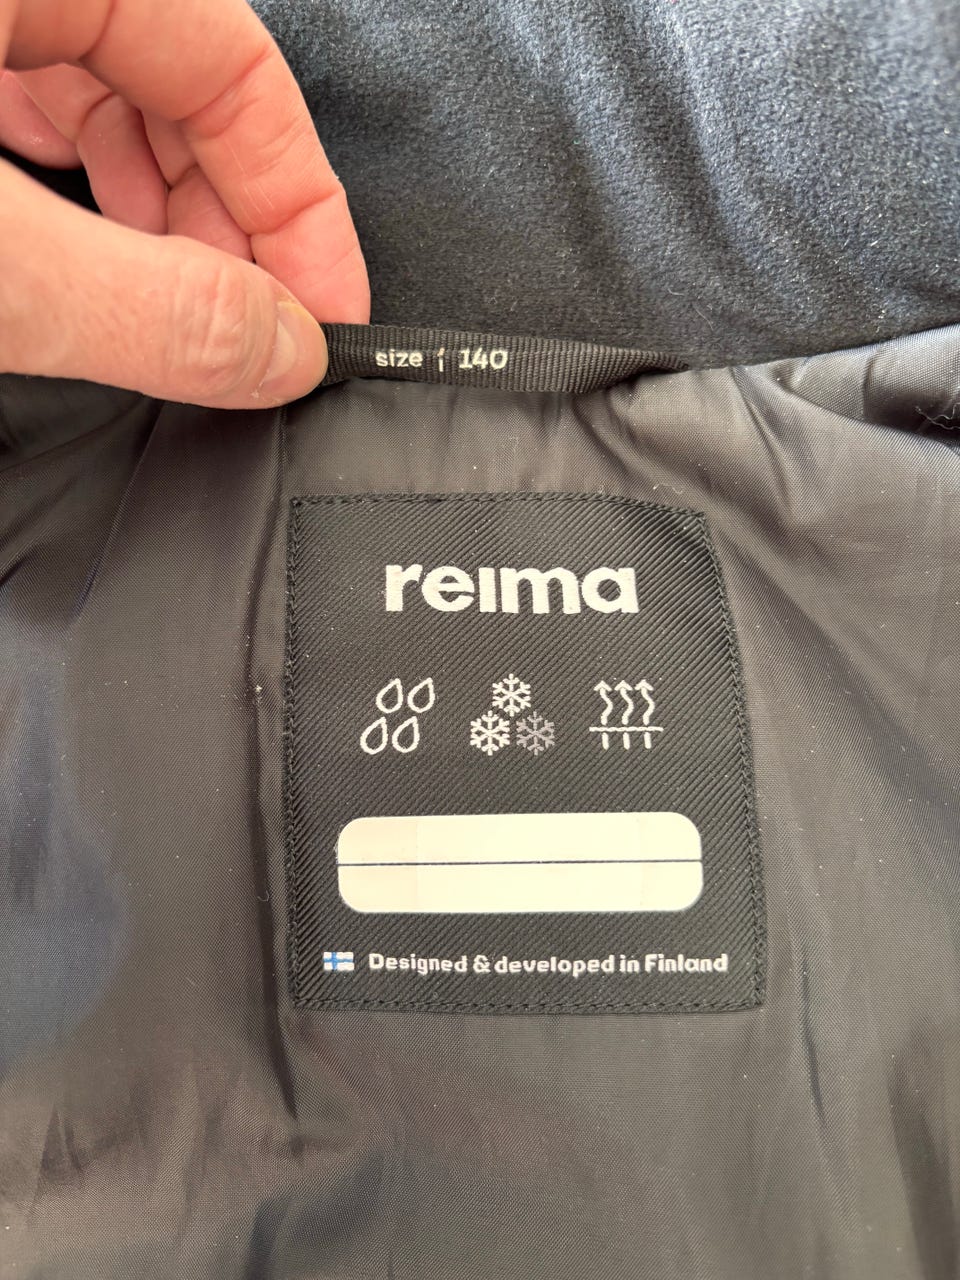 size 140
reima
Designed & developed in Finland